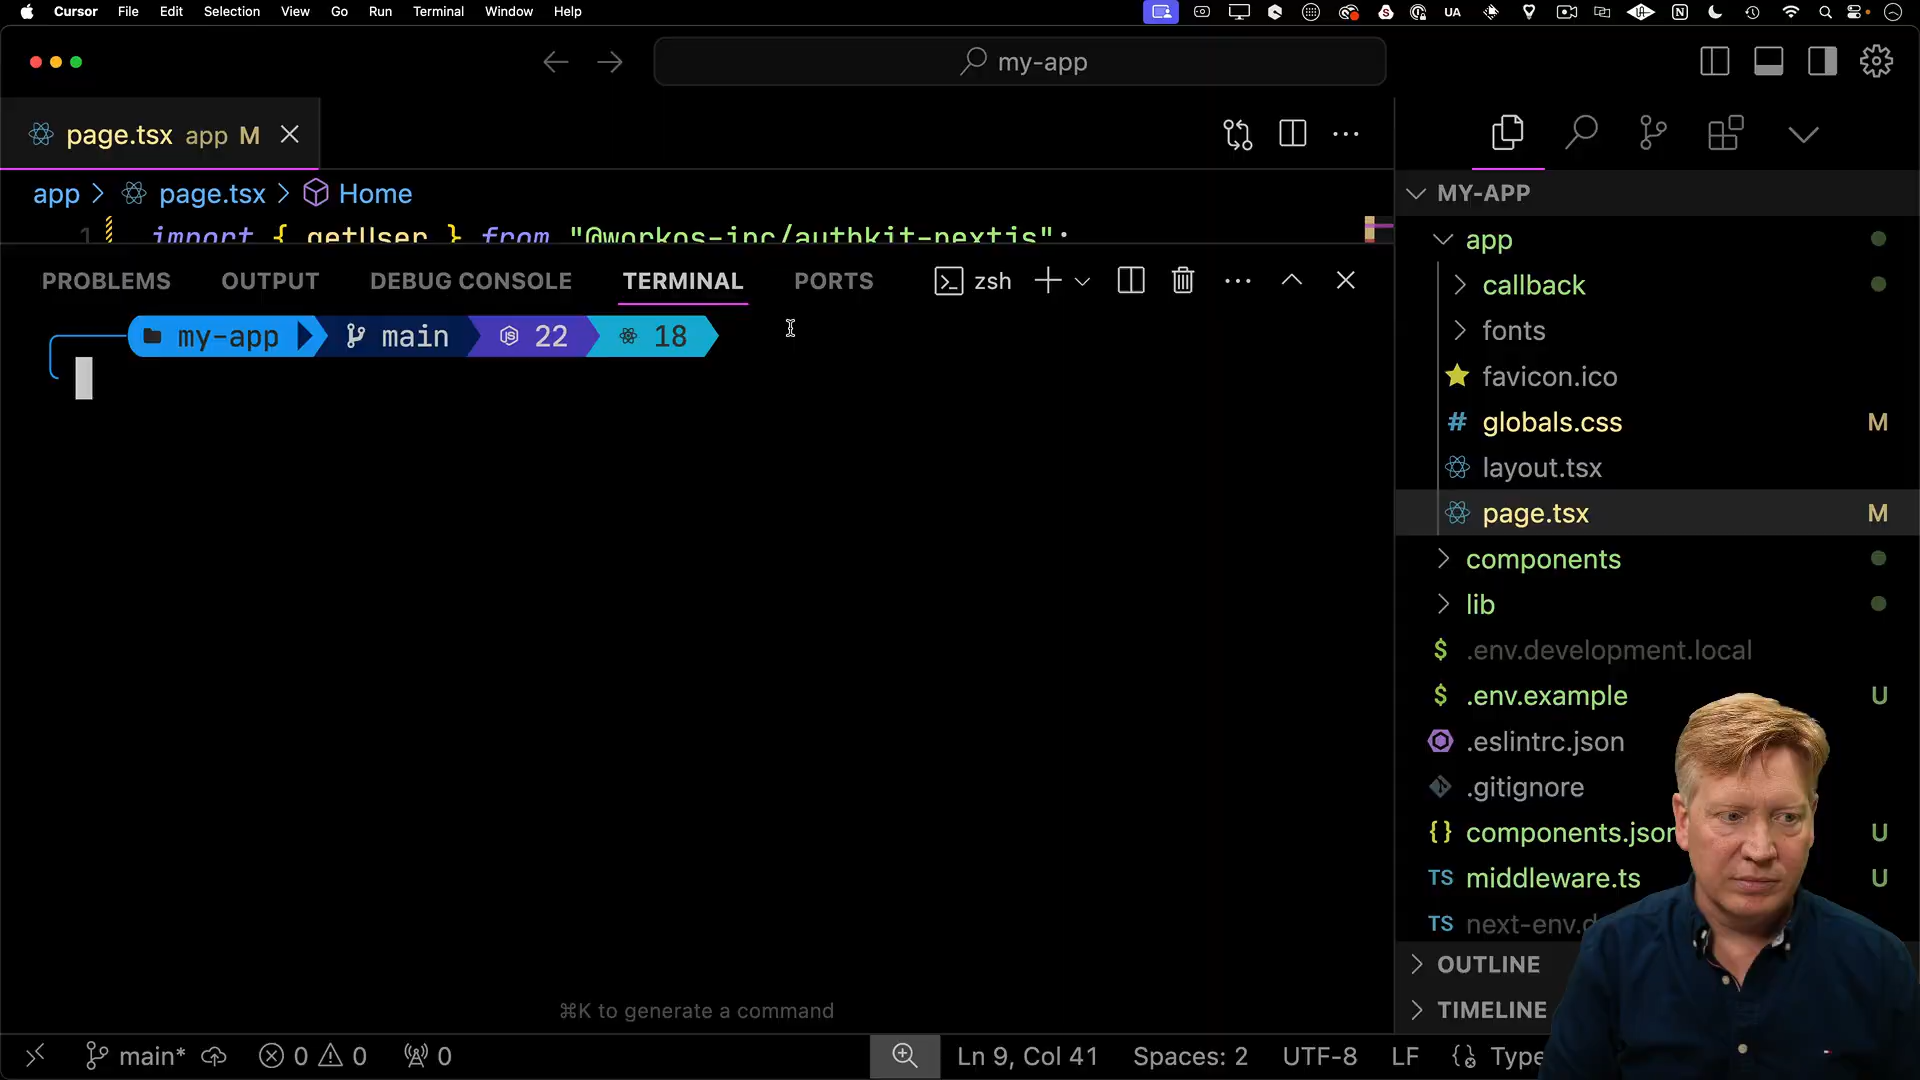 Cursor File Edit Selection View Go Run Terminal Window Help UA
my-app
page.tsx app M
app > page.tsx > Home
1 import { getUser } from "@workos-inc/authkit-nextjs";
PROBLEMS OUTPUT DEBUG CONSOLE TERMINAL PORTS zsh
my-app main 22 18
⌘K to generate a command
MY-APP
app
callback
fonts
favicon.ico
# globals.css M
layout.tsx
page.tsx M
components
lib
$ .env.development.local
$ .env.example U
.eslintrc.json
.gitignore
{} components.json U
TS middleware.ts U
TS next-env.d
OUTLINE
TIMELINE
main* 0 0 0 Ln 9, Col 41 Spaces: 2 UTF-8 LF Type